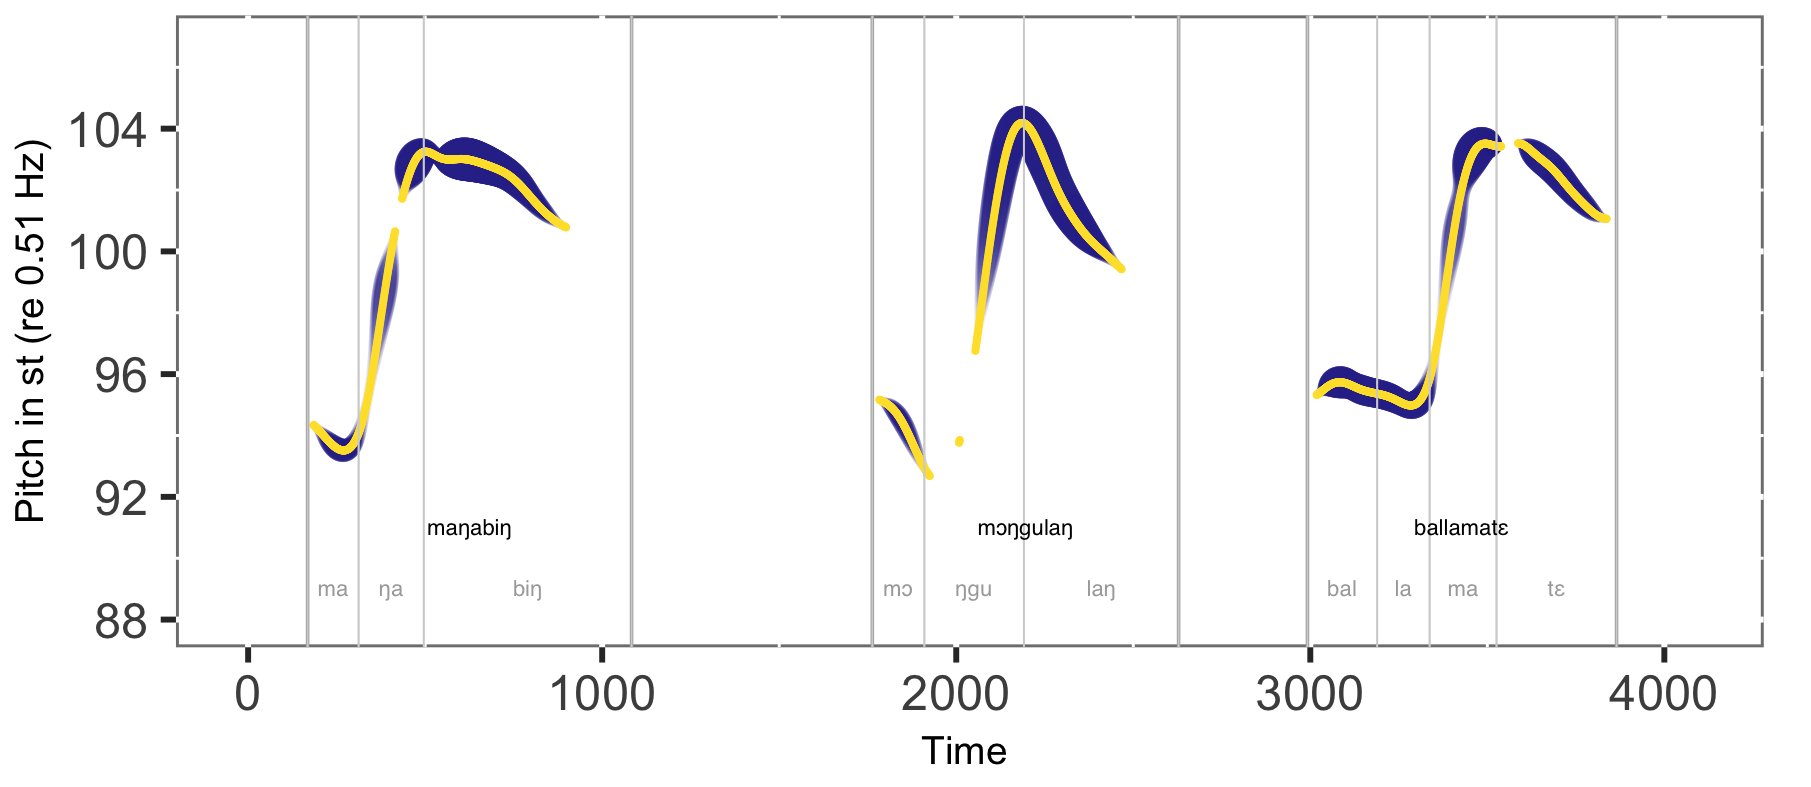 Pitch in st (re 0.51 Hz)
104
100
96
92
88
maŋabiŋ mɔŋgulaŋ ballamatɛ
ma ŋa biŋ mɔ ŋgu laŋ bal la ma tɛ
0 1000 2000 3000 4000
Time